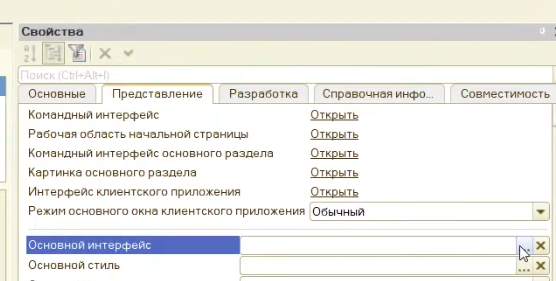 Свойства
Поиск (Ctrl+Alt+I)
Основные Представление Разработка Справочная инфо... Совместимость
Командный интерфейс Открыть
Рабочая область начальной страницы Открыть
Командный интерфейс основного раздела Открыть
Картинка основного раздела Открыть
Интерфейс клиентского приложения Открыть
Режим основного окна клиентского приложения Обычный
Основной интерфейс ...
Основной стиль ...